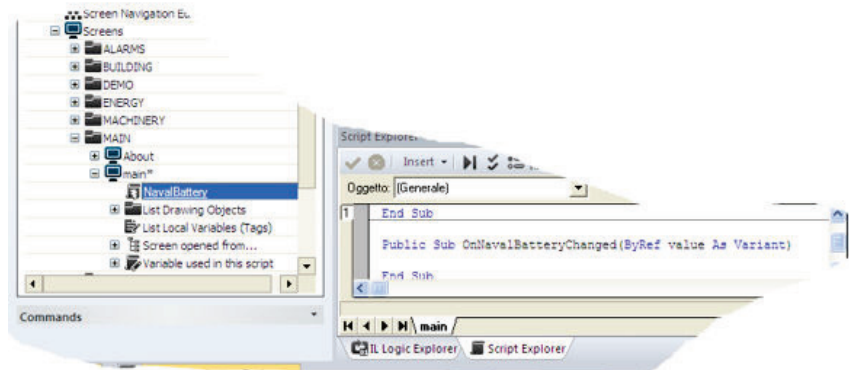 Screen Navigation
Screens
ALARMS
BUILDING
DEMO
ENERGY
MACHINERY
MAIN
About
main*
NavalBattery
List Drawing Objects
List Local Variables (Tags)
Screen opened from...
Variable used in this script
Commands
Script Explorer
Insert
Oggetto: (Generale)
1 End Sub
Public Sub OnNavalBatteryChanged(ByRef value As Variant)
End Sub
main
IL Logic Explorer Script Explorer